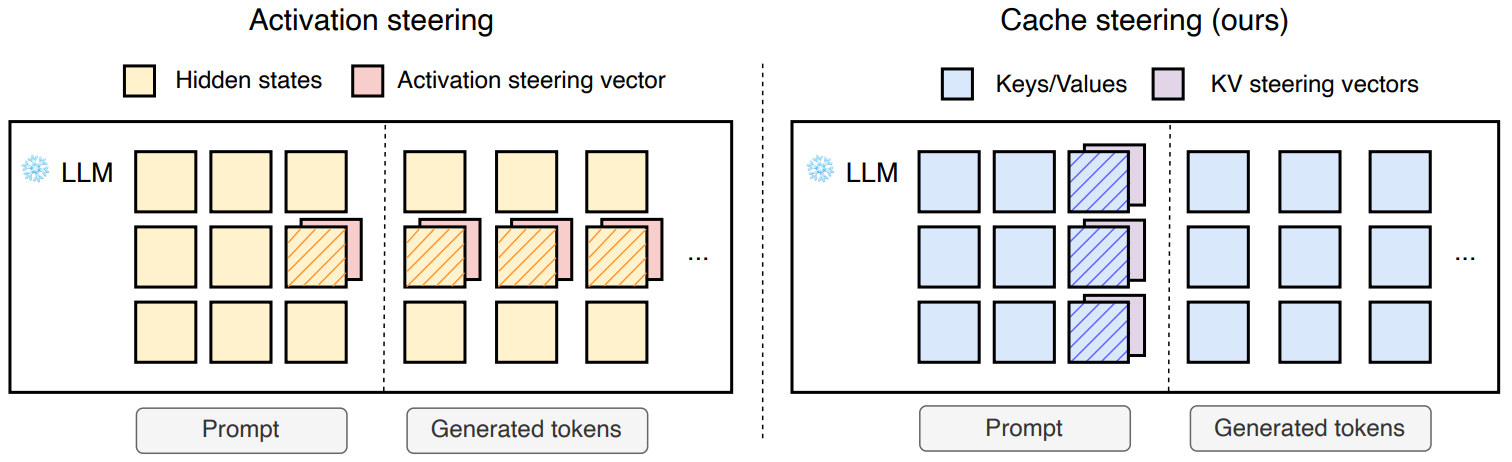 Activation steering
Hidden states
Activation steering vector
LLM
...
Prompt
Generated tokens
Cache steering (ours)
Keys/Values
KV steering vectors
LLM
...
Prompt
Generated tokens